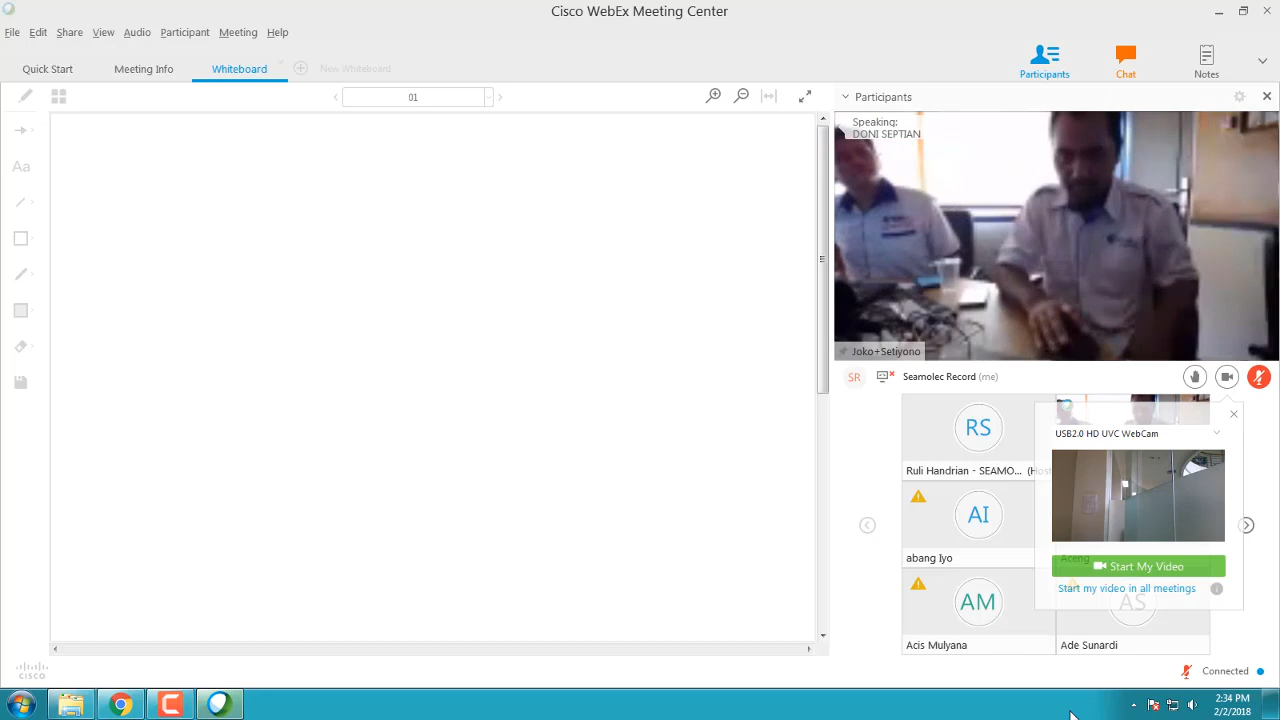 Cisco WebEx Meeting Center
File Edit Share View Audio Participant Meeting Help
Quick Start Meeting Info Whiteboard New Whiteboard
Participants Chat Notes
01
Participants
Aa
Speaking:
DONI SEPTIAN
Joko+Setiyono
SR Seamolec Record (me)
RS
Ruli Handrian - SEAMO... (Host
USB2.0 HD UVC WebCam
AI
abang Iyo
Aceng
Start My Video
Start my video in all meetings
AM
AS
Acis Mulyana
Ade Sunardi
Connected
cisco
2:34 PM
2/2/2018